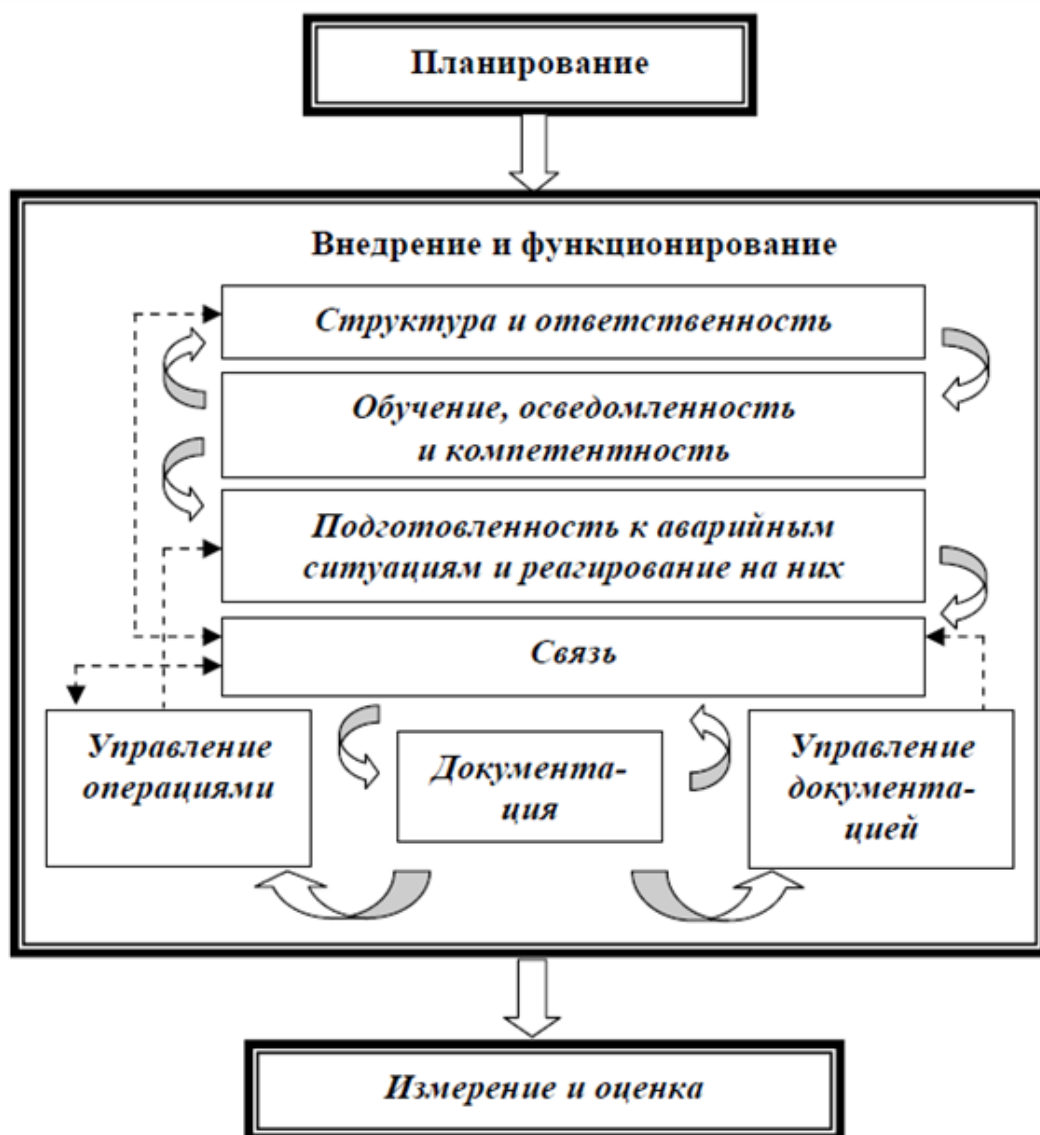 Планирование
Внедрение и функционирование
Структура и ответственность
Обучение, осведомленность
и компетентность
Подготовленность к аварийным
ситуациям и реагирование на них
Связь
Управление
операциями
Документа-
ция
Управление
документа-
цией
Измерение и оценка